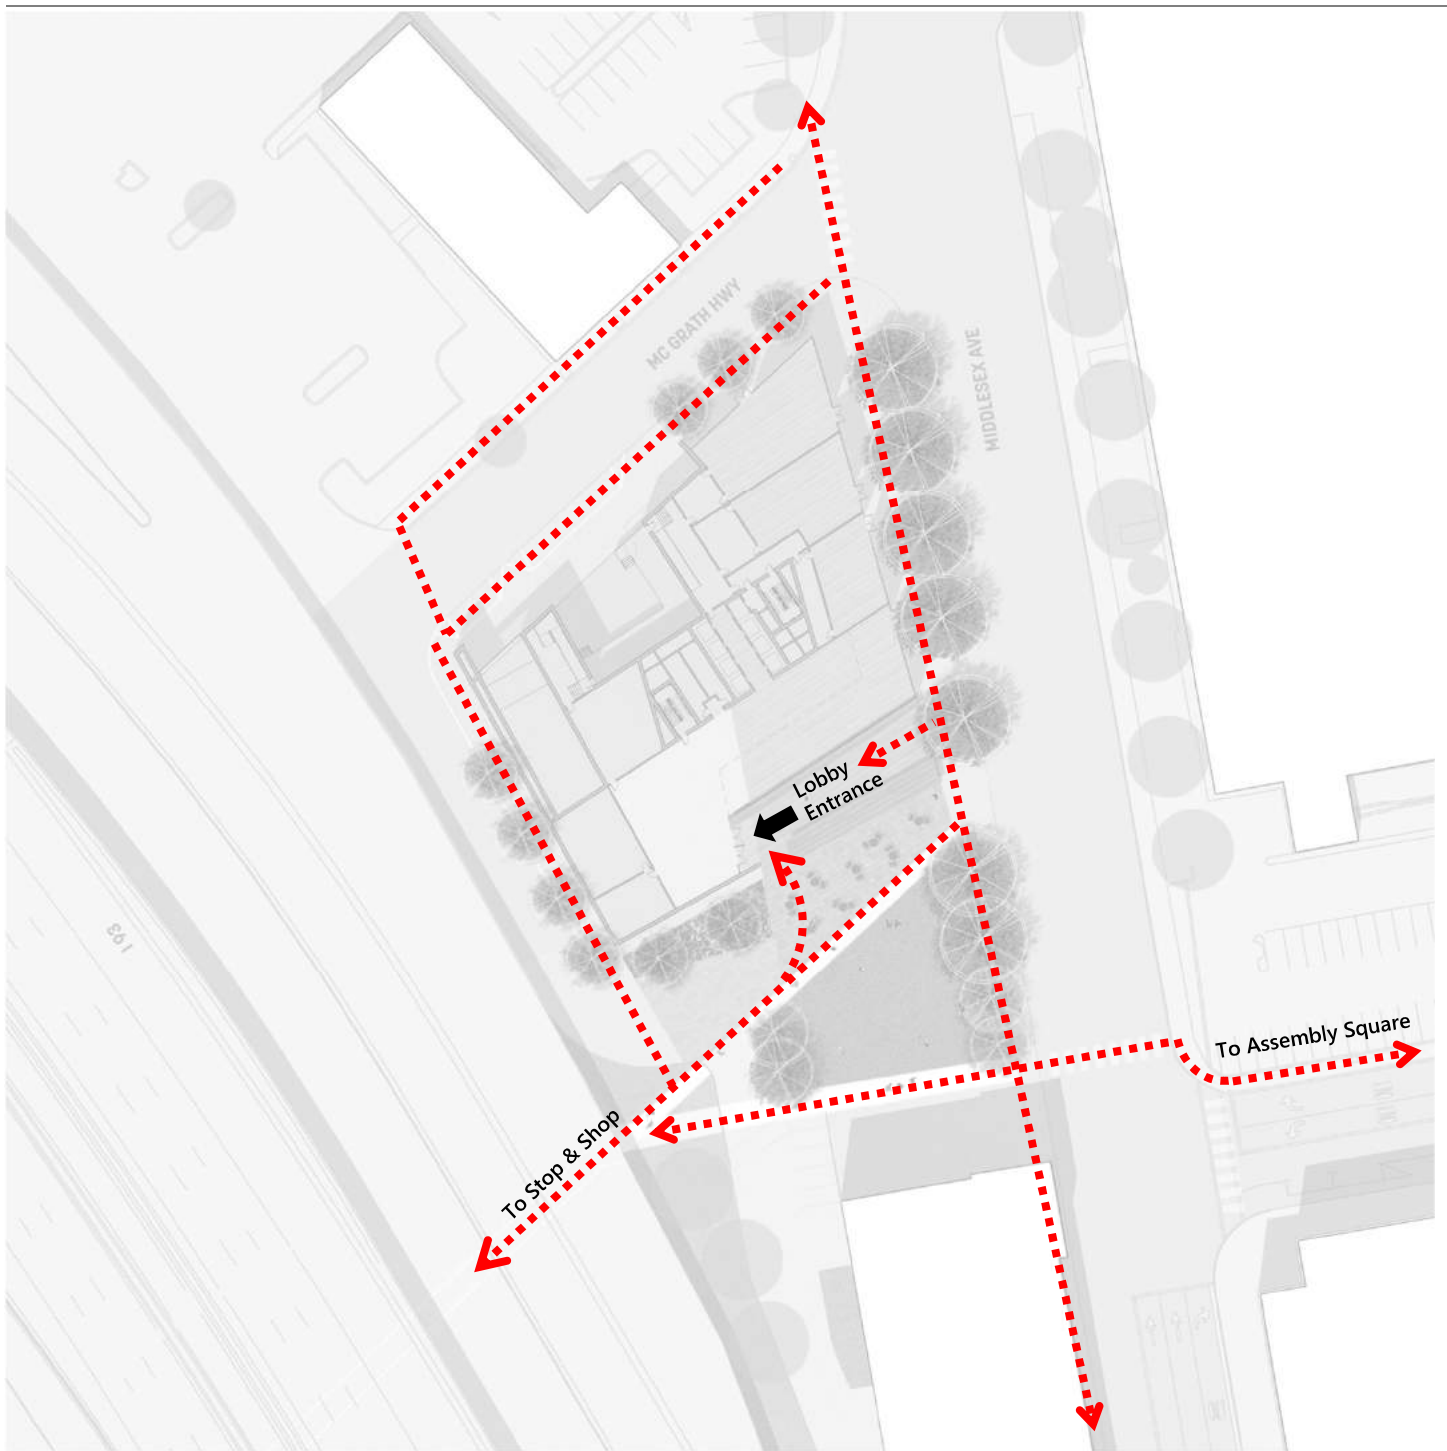 MC GRATH HWY
MIDDLESEX AVE
Lobby
Entrance
I 93
To Assembly Square
To Stop & Shop